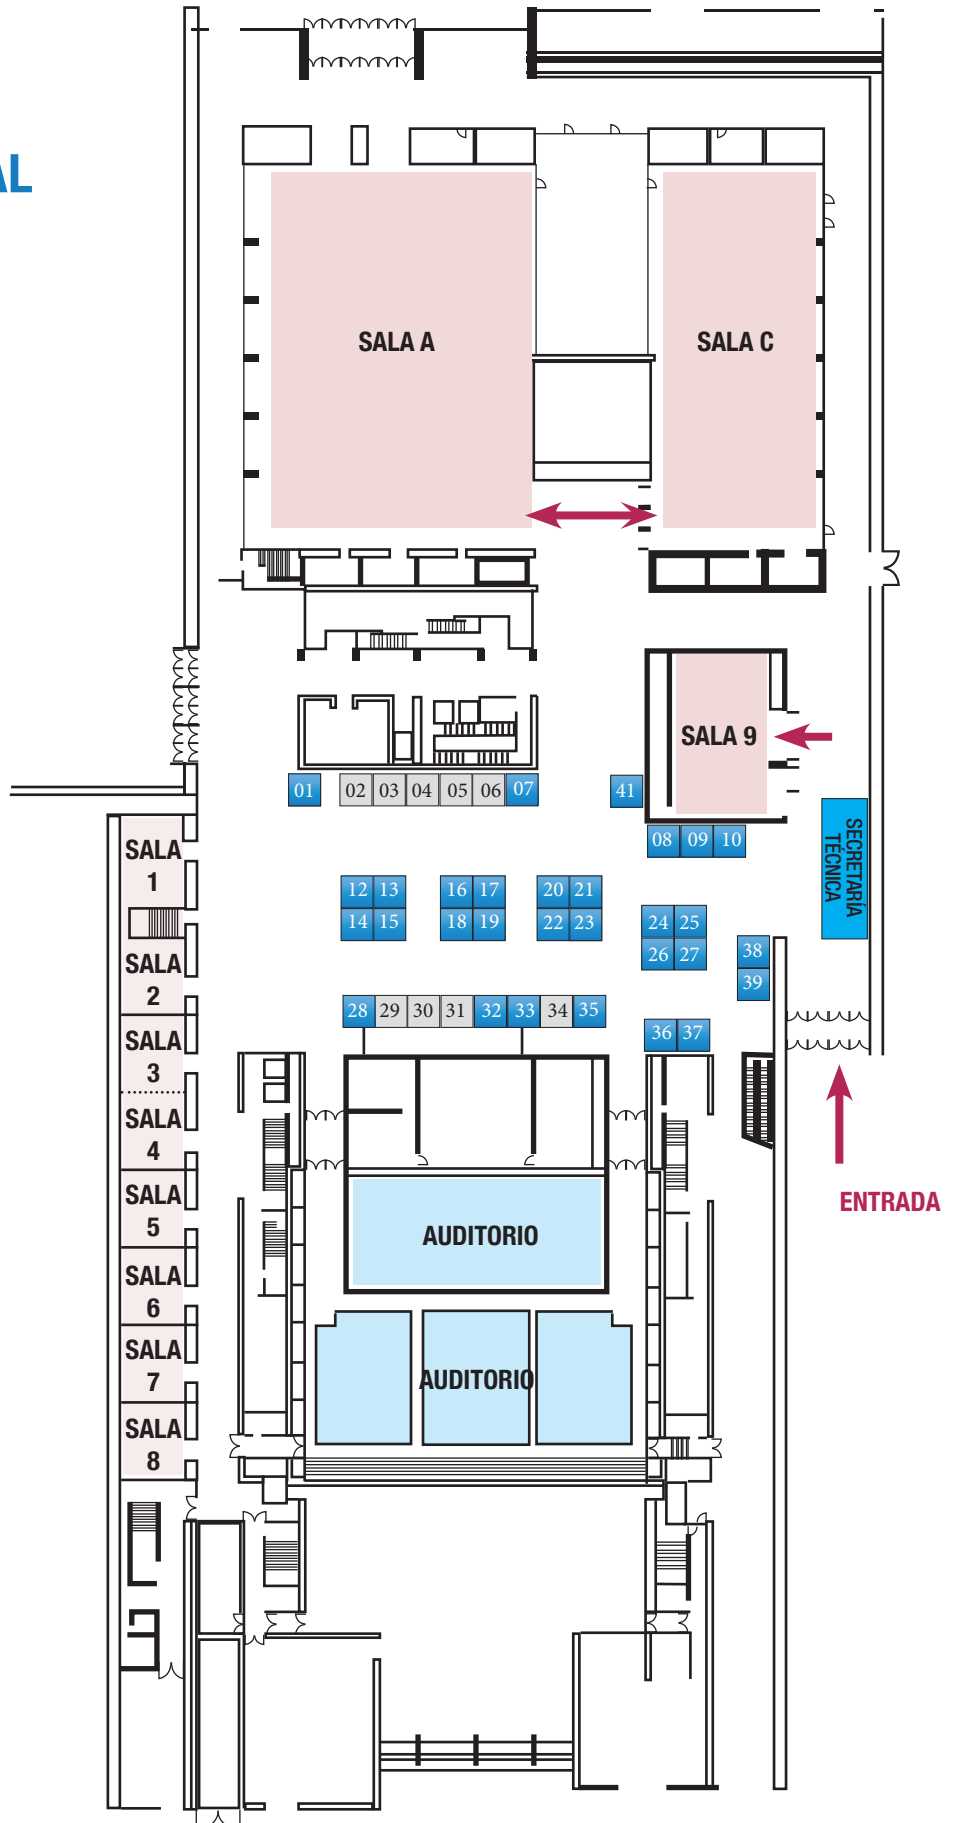 AL
SALA A
SALA C
SALA 9
01
02 03 04 05 06 07
41
08 09 10
SECRETARÍA
TÉCNICA
SALA
1
12 13
14 15
16 17
18 19
20 21
22 23
24 25
26 27
38
39
SALA
2
28 29 30 31 32 33 34 35
36 37
SALA
3
SALA
4
SALA
5
SALA
6
SALA
7
SALA
8
ENTRADA
AUDITORIO
AUDITORIO